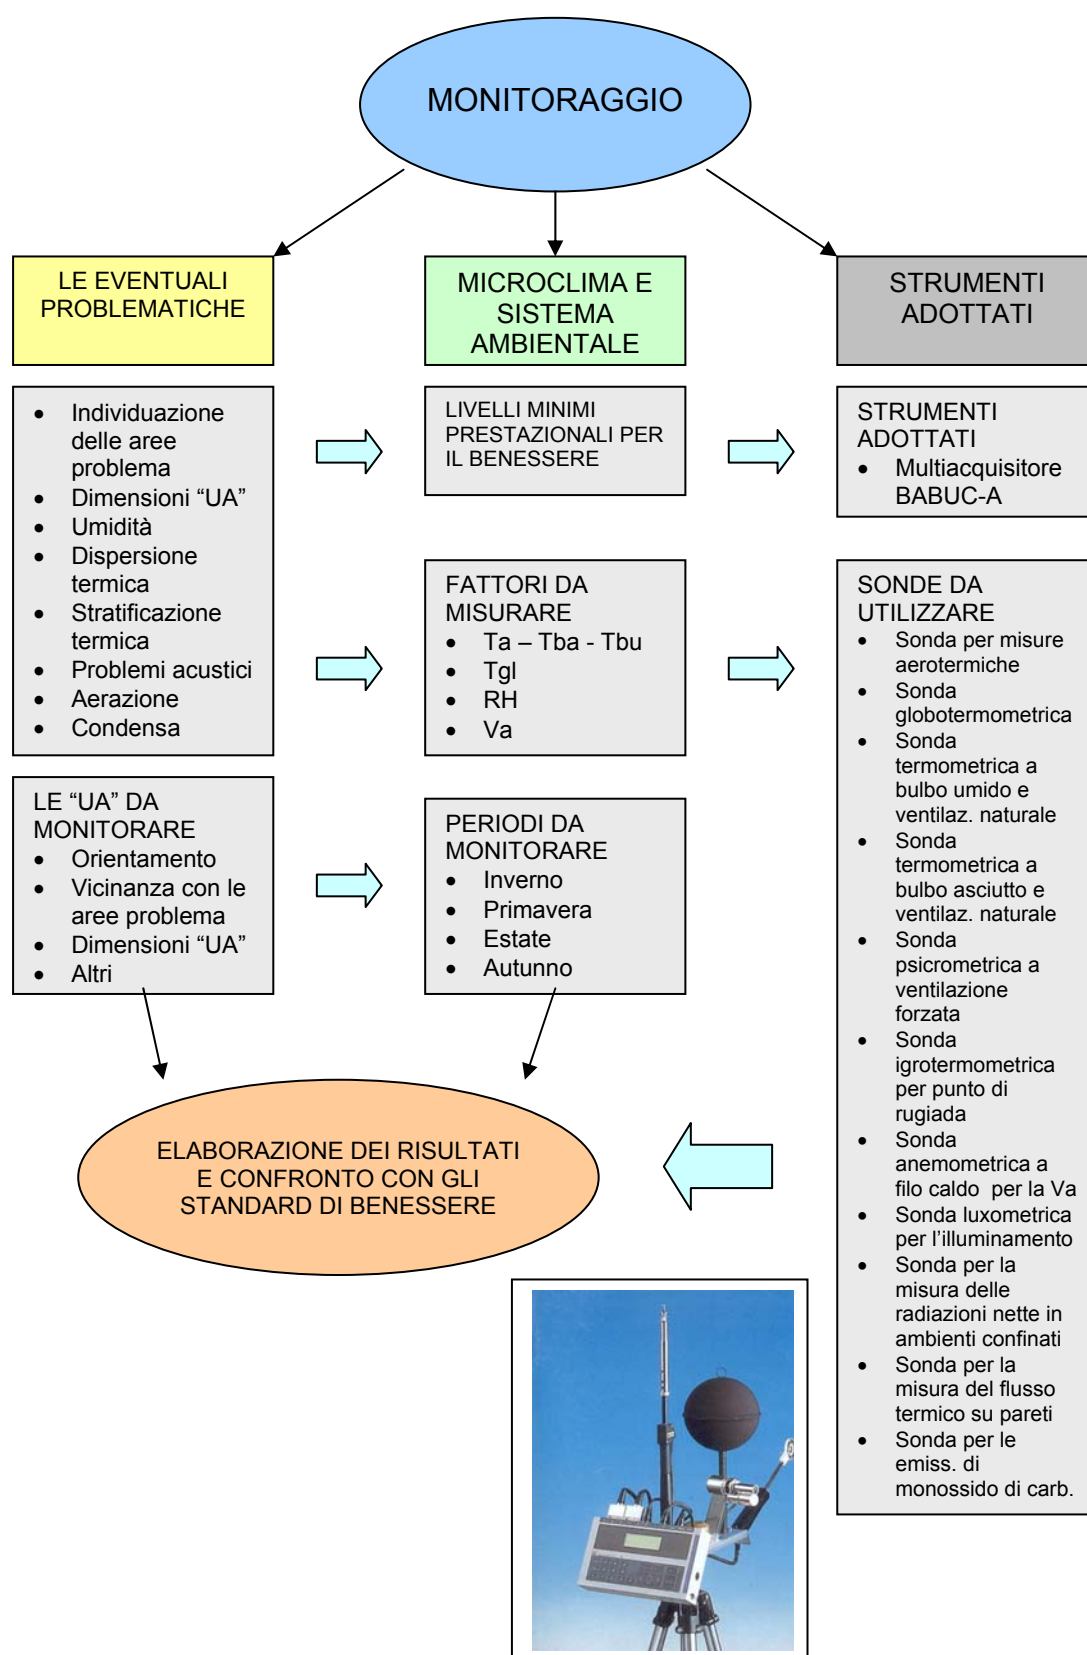 MONITORAGGIO
LE EVENTUALI
PROBLEMATICHE
MICROCLIMA E
SISTEMA
AMBIENTALE
STRUMENTI
ADOTTATI
• Individuazione
delle aree
problema
• Dimensioni “UA”
• Umidità
• Dispersione
termica
• Stratificazione
termica
• Problemi acustici
• Aerazione
• Condensa
LIVELLI MINIMI
PRESTAZIONALI PER
IL BENESSERE
STRUMENTI
ADOTTATI
• Multiacquisitore
BABUC-A
FATTORI DA
MISURARE
• Ta – Tba - Tbu
• Tgl
• RH
• Va
SONDE DA
UTILIZZARE
• Sonda per misure
aerotermiche
• Sonda
globotermometrica
• Sonda
termometrica a
bulbo umido e
ventilaz. naturale
• Sonda
termometrica a
bulbo asciutto e
ventilaz. naturale
• Sonda
psicrometrica a
ventilazione
forzata
• Sonda
igrotermometrica
per punto di
rugiada
• Sonda
anemometrica a
filo caldo per la Va
• Sonda luxometrica
per l’illuminamento
• Sonda per la
misura delle
radiazioni nette in
ambienti confinati
• Sonda per la
misura del flusso
termico su pareti
• Sonda per le
emiss. di
monossido di carb.
LE “UA” DA
MONITORARE
• Orientamento
• Vicinanza con le
aree problema
• Dimensioni “UA”
• Altri
PERIODI DA
MONITORARE
• Inverno
• Primavera
• Estate
• Autunno
ELABORAZIONE DEI RISULTATI
E CONFRONTO CON GLI
STANDARD DI BENESSERE